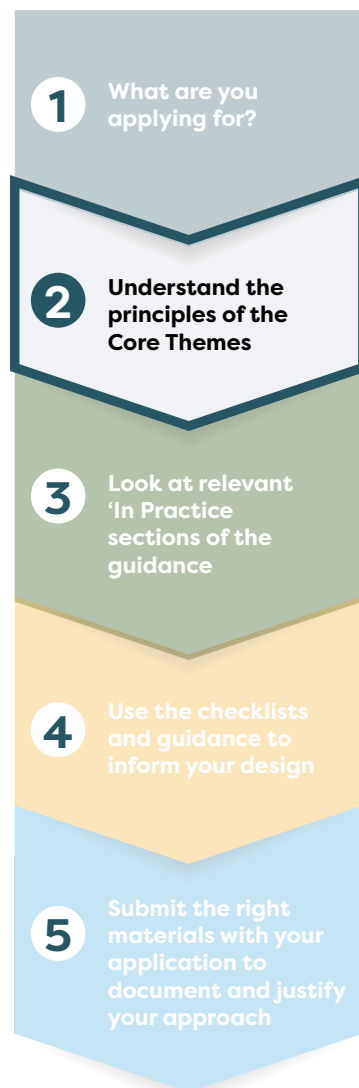 1
What are you
applying for?
2
Understand the
principles of the
Core Themes
3
Look at relevant
‘In Practice
sections of the
guidance
4
Use the checklists
and guidance to
inform your design
5
Submit the right
materials with your
application to
document and justify
your approach